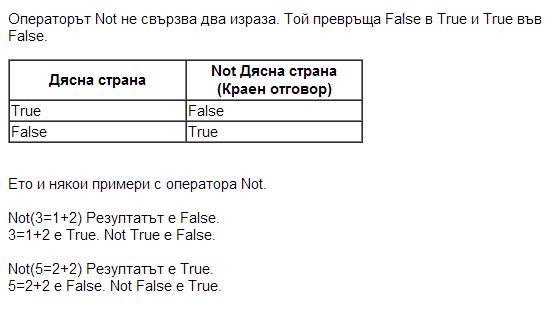 Операторът Not не свързва два израза. Той превръща False в True и True във
False.
Дясна страна
Not Дясна страна
(Краен отговор)
True False
False True
Ето и някои примери с оператора Not.
Not(3=1+2) Резултатът е False.
3=1+2 е True. Not True е False.
Not(5=2+2) Резултатът е True.
5=2+2 е False. Not False е True.